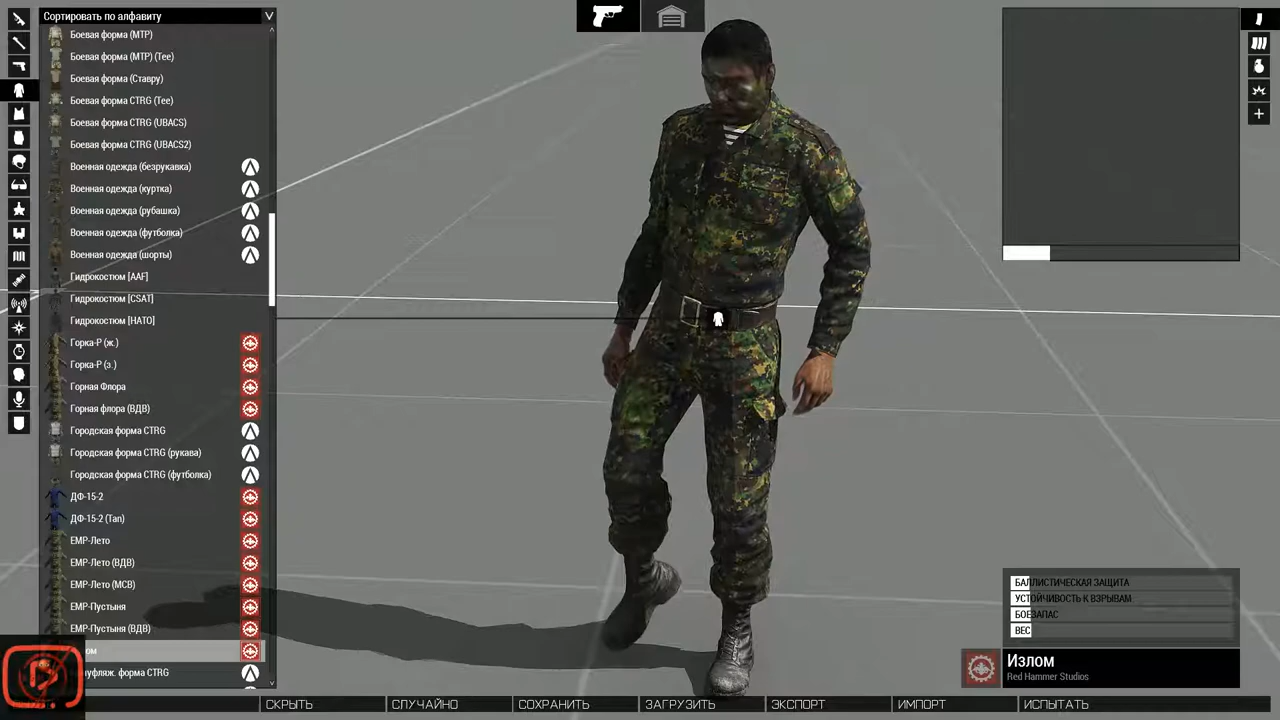 Сортировать по алфавиту
Боевая форма (MTP)
Боевая форма (MTP) (Tee)
Боевая форма (Ставру)
Боевая форма CTRG (Tee)
Боевая форма CTRG (UBACS)
Боевая форма CTRG (UBACS2)
Военная одежда (безрукавка)
Военная одежда (куртка)
Военная одежда (рубашка)
Военная одежда (футболка)
Военная одежда (шорты)
Гидрокостюм [AAF]
Гидрокостюм [CSAT]
Гидрокостюм [НАТО]
Горка-Р (ж.)
Горка-Р (з.)
Горная Флора
Горная флора (ВДВ)
Городская форма CTRG
Городская форма CTRG (рукава)
Городская форма CTRG (футболка)
ДФ-15-2
ДФ-15-2 (Tan)
ЕМР-Лето
ЕМР-Лето (ВДВ)
ЕМР-Лето (МСВ)
ЕМР-Пустыня
ЕМР-Пустыня (ВДВ)
форма CTRG
БАЛЛИСТИЧЕСКАЯ ЗАЩИТА
УСТОЙЧИВОСТЬ К ВЗРЫВАМ
БОЕЗАПАС
ВЕС
Излом
Red Hammer Studios
СКРЫТЬ
СЛУЧАЙНО
СОХРАНИТЬ
ЗАГРУЗИТЬ
ЭКСПОРТ
ИМПОРТ
ИСПЫТАТЬ